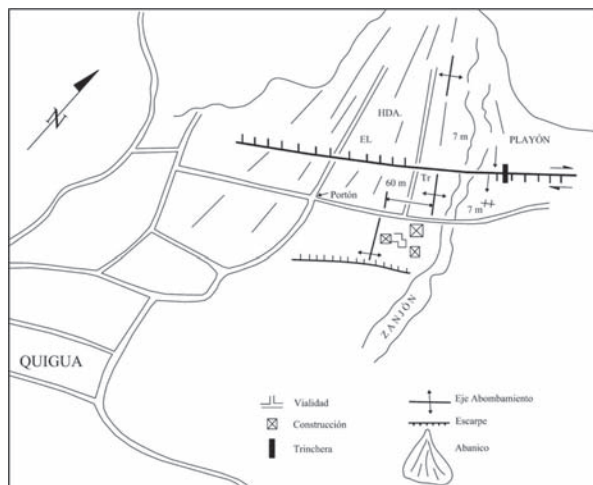 N
HDA.
EL
PLAYÓN
7 m
60 m
Tr
Portón
7 m
ZANJÓN
QUIGUA
Vialidad
Construcción
Trinchera
Eje Abombamiento
Escarpe
Abanico